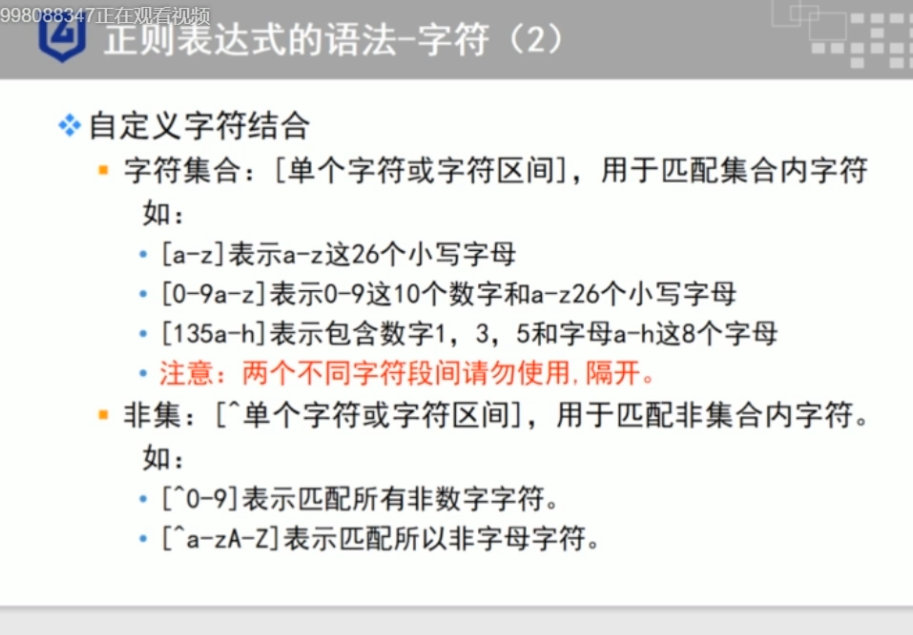 998088347正在观看视频
正则表达式的语法-字符（2）
自定义字符结合
字符集合：[单个字符或字符区间]，用于匹配集合内字符
如：
[a-z]表示a-z这26个小写字母
[0-9a-z]表示0-9这10个数字和a-z26个小写字母
[135a-h]表示包含数字1，3，5和字母a-h这8个字母
注意：两个不同字符段间请勿使用,隔开。
非集：[^单个字符或字符区间]，用于匹配非集合内字符。
如：
[^0-9]表示匹配所有非数字字符。
[^a-zA-Z]表示匹配所以非字母字符。